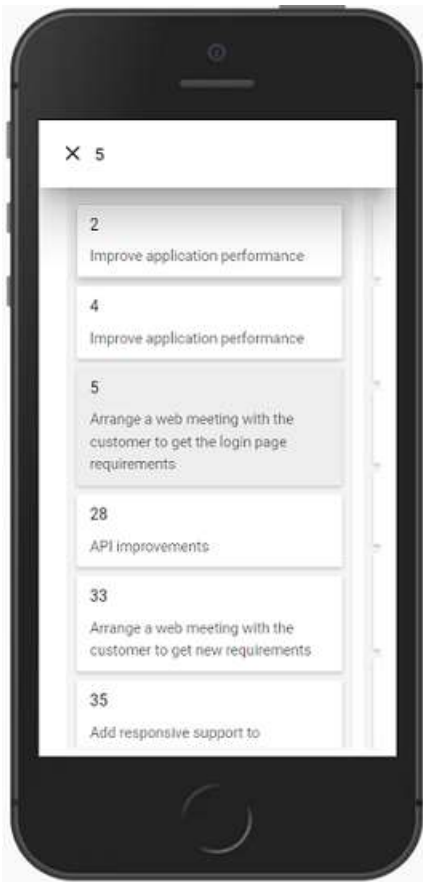 × 5
2
Improve application performance
4
Improve application performance
5
Arrange a web meeting with the
customer to get the login page
requirements
28
API improvements
33
Arrange a web meeting with the
customer to get new requirements
35
Add responsive support to